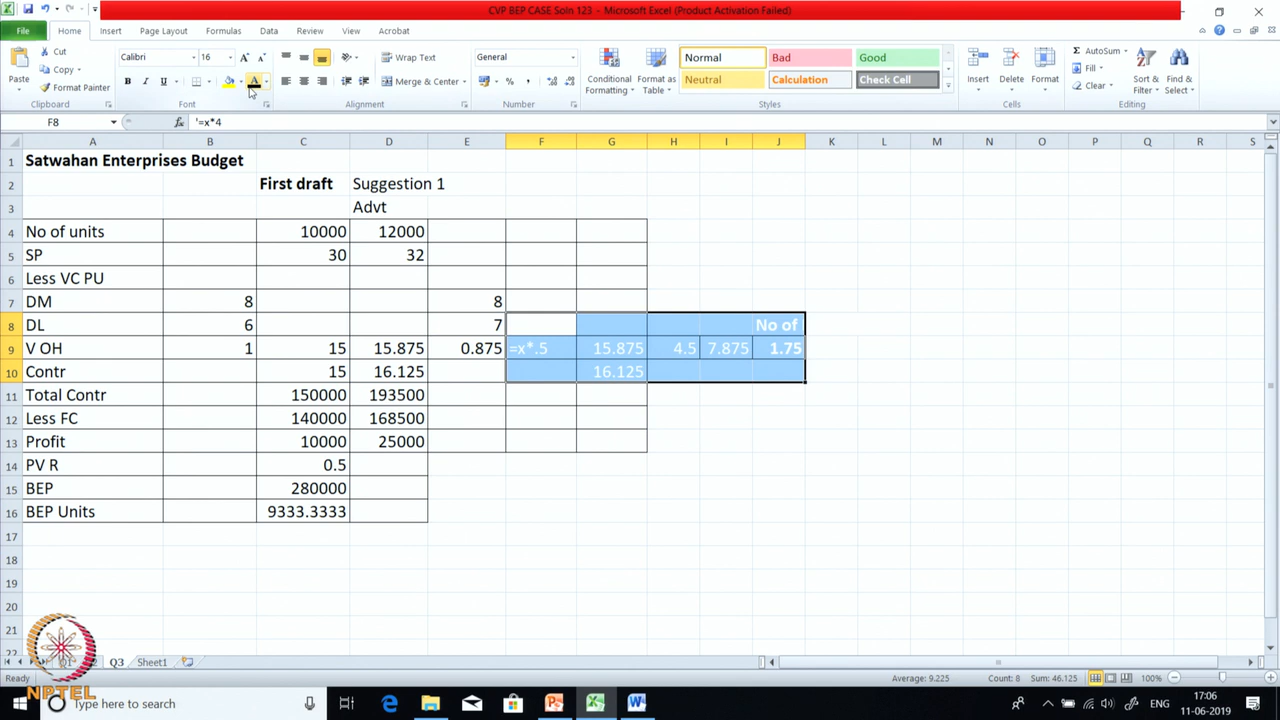 CVP BEP CASE Soln 123 - Microsoft Excel (Product Activation Failed)
File Home Insert Page Layout Formulas Data Review View Acrobat
Cut
Copy
Format Painter
Paste
Clipboard
Calibri 16
Font
Wrap Text
Merge & Center
Alignment
General
Number
Conditional Formatting
Format as Table
Normal Bad Good
Neutral Calculation Check Cell
Styles
Insert Delete Format
Cells
AutoSum
Fill
Clear
Sort & Filter
Find & Select
Editing
F8 fx '=x*4
A B C D E F G H I J K L M N O P Q R S
1 Satwahan Enterprises Budget
2 First draft Suggestion 1
3 Advt
4 No of units 10000 12000
5 SP 30 32
6 Less VC PU
7 DM 8 8
8 DL 6 7 No of
9 V OH 1 15 15.875 0.875 =x*.5 15.875 4.5 7.875 1.75
10 Contr 15 16.125 16.125
11 Total Contr 150000 193500
12 Less FC 140000 168500
13 Profit 10000 25000
14 PV R 0.5
15 BEP 280000
16 BEP Units 9333.3333
17
18
19
20
21
22
Q3 Sheet1
Ready Average: 9.225 Count: 8 Sum: 46.125 100%
NPTEL
Type here to search
ENG
17:06
11-06-2019